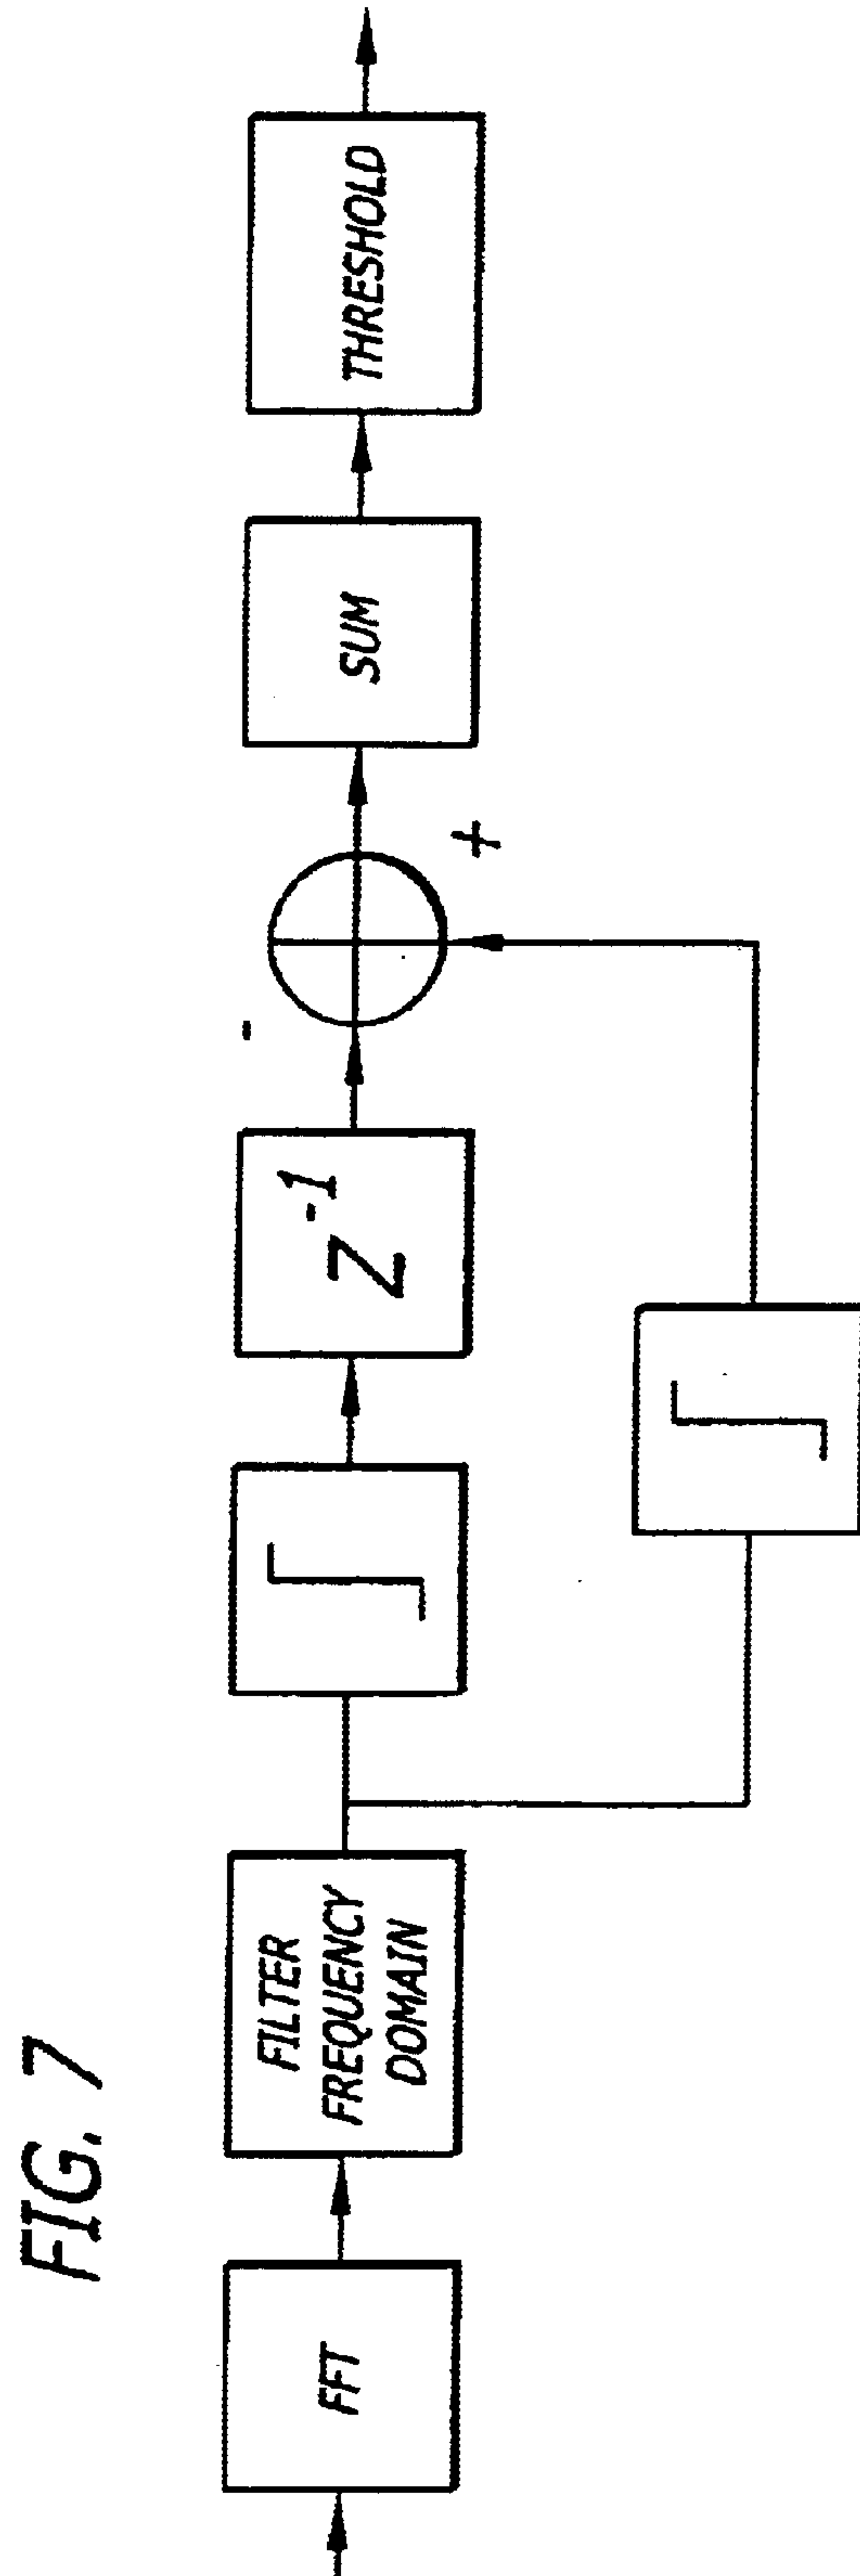 FIG. 7
FFT
FILTER
FREQUENCY
DOMAIN
∫
Z⁻¹
∫
-
+
SUM
THRESHOLD